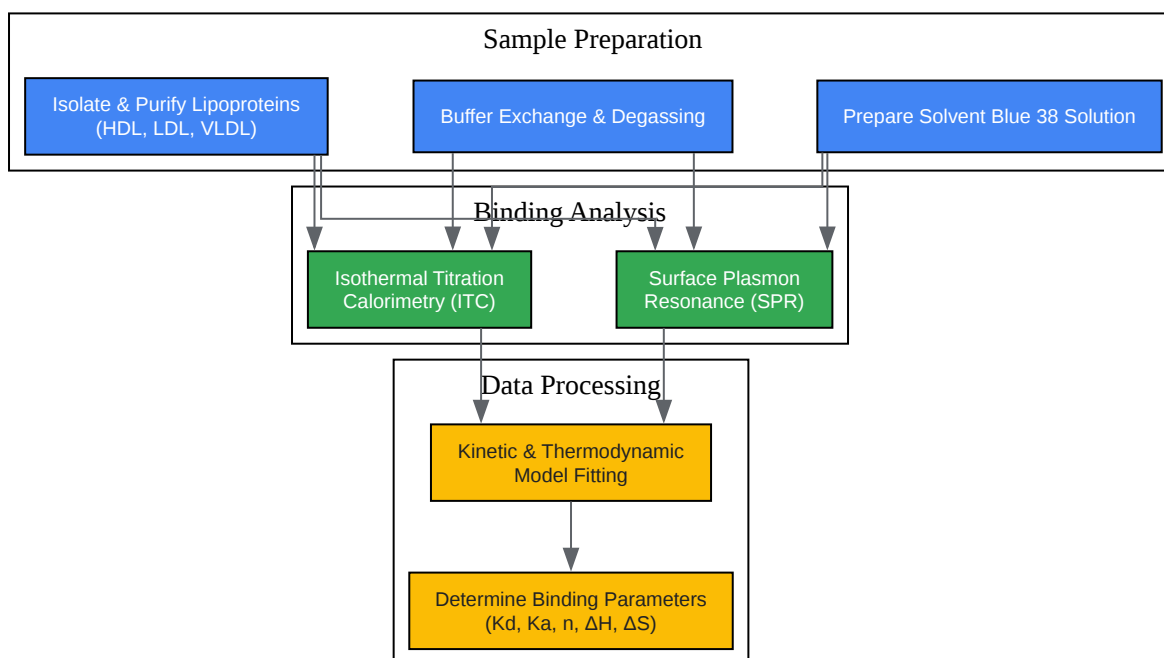 Sample Preparation
Isolate & Purify Lipoproteins
(HDL, LDL, VLDL)
Buffer Exchange & Degassing
Prepare Solvent Blue 38 Solution
Binding Analysis
Isothermal Titration
Calorimetry (ITC)
Surface Plasmon
Resonance (SPR)
Data Processing
Kinetic & Thermodynamic
Model Fitting
Determine Binding Parameters
(Kd, Ka, n, ΔH, ΔS)